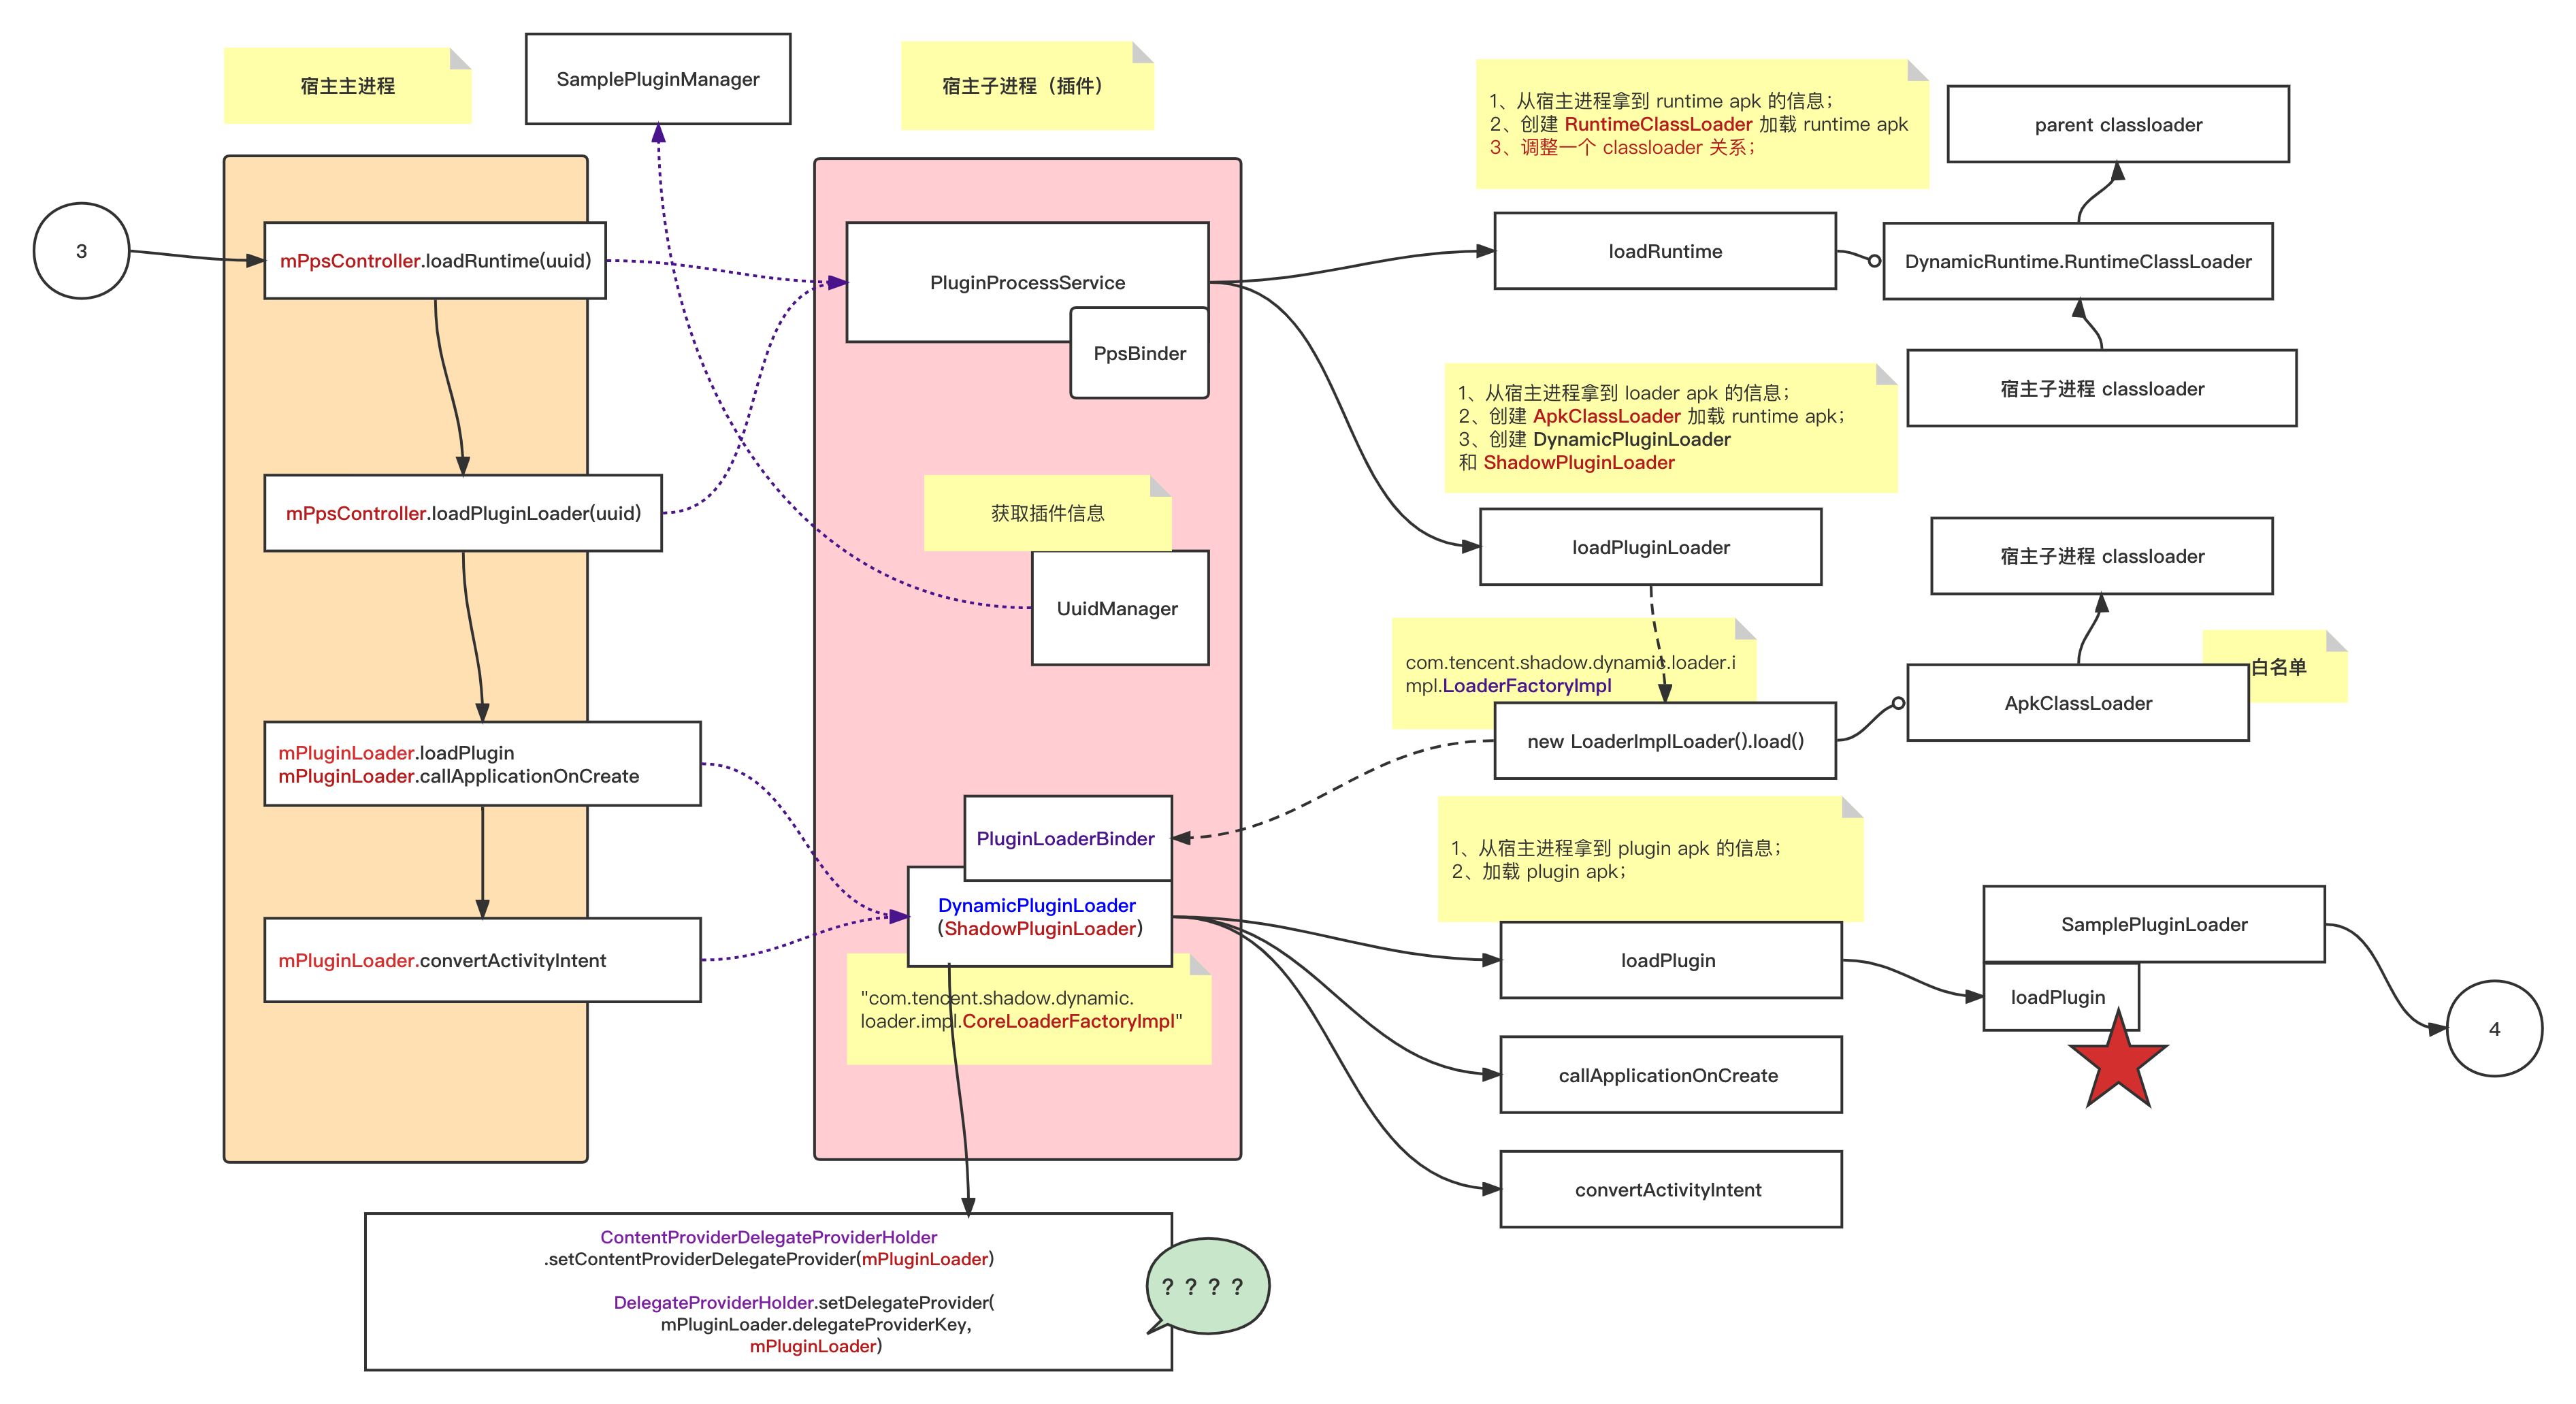 宿主主进程
SamplePluginManager
宿主子进程（插件）
1、从宿主进程拿到 runtime apk 的信息；
2、创建 RuntimeClassLoader 加载 runtime apk
3、调整一个 classloader 关系；
parent classloader
3
mPpsController.loadRuntime(uuid)
PluginProcessService
PpsBinder
loadRuntime
DynamicRuntime.RuntimeClassLoader
宿主子进程 classloader
1、从宿主进程拿到 loader apk 的信息；
2、创建 ApkClassLoader 加载 runtime apk；
3、创建 DynamicPluginLoader
和 ShadowPluginLoader
mPpsController.loadPluginLoader(uuid)
获取插件信息
UuidManager
loadPluginLoader
宿主子进程 classloader
com.tencent.shadow.dynamic.loader.i
mpl.LoaderFactoryImpl
白名单
ApkClassLoader
new LoaderImplLoader().load()
mPluginLoader.loadPlugin
mPluginLoader.callApplicationOnCreate
PluginLoaderBinder
1、从宿主进程拿到 plugin apk 的信息；
2、加载 plugin apk；
DynamicPluginLoader
(ShadowPluginLoader)
mPluginLoader.convertActivityIntent
"com.tencent.shadow.dynamic.
loader.impl.CoreLoaderFactoryImpl"
loadPlugin
SamplePluginLoader
loadPlugin
4
callApplicationOnCreate
convertActivityIntent
ContentProviderDelegateProviderHolder
.setContentProviderDelegateProvider(mPluginLoader)
DelegateProviderHolder.setDelegateProvider(
mPluginLoader.delegateProviderKey,
mPluginLoader)
？？？？